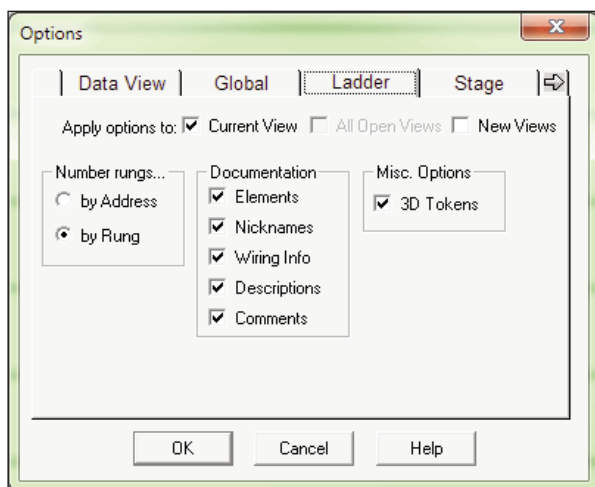 Options
Data View Global Ladder Stage
Apply options to: Current View All Open Views New Views
Number rungs...
by Address
by Rung
Documentation
Elements
Nicknames
Wiring Info
Descriptions
Comments
Misc. Options
3D Tokens
OK Cancel Help